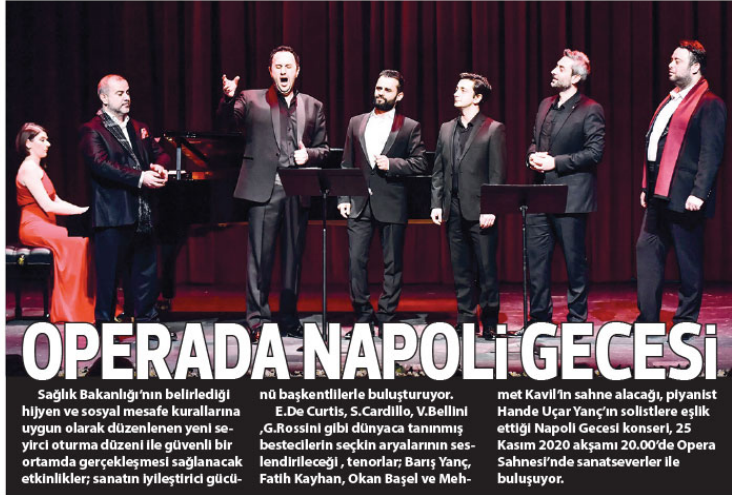 OPERADA NAPOLİ GECESİ
Sağlık Bakanlığı'nın belirlediği
hijyen ve sosyal mesafe kurallarına
uygun olarak düzenlenen yeni se-
yirci oturma düzeni ile güvenli bir
ortamda gerçekleşmesi sağlanacak
etkinlikler; sanatın iyileştirici gücü-
nü başkentlilerle buluşturuyor.
E.De Curtis, S.Cardillo, V.Bellini
,G.Rossini gibi dünyaca tanınmış
bestecilerin seçkin aryalarının ses-
lendirileceği , tenorlar; Barış Yanç,
Fatih Kayhan, Okan Başel ve Meh-
met Kavil'in sahne alacağı, piyanist
Hande Uçar Yanç'ın solistlere eşlik
ettiği Napoli Gecesi konseri, 25
Kasım 2020 akşamı 20.00'de Opera
Sahnesi'nde sanatseverler ile
buluşuyor.